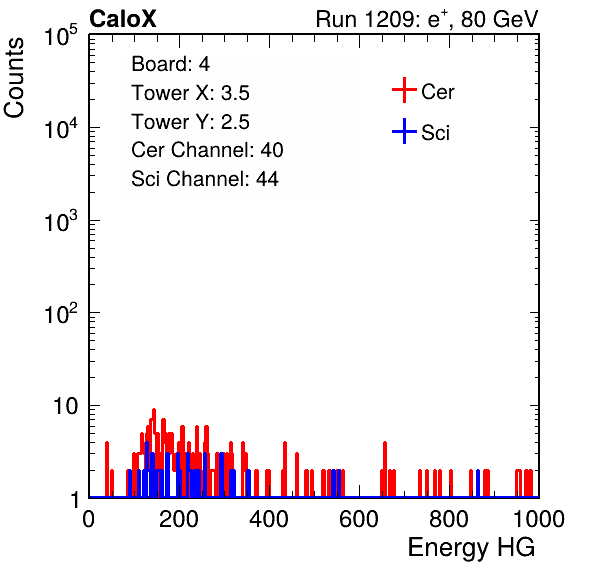 CaloX Run 1209: e⁺, 80 GeV
Counts
Board: 4
Tower X: 3.5
Tower Y: 2.5
Cer Channel: 40
Sci Channel: 44
Cer
Sci
10⁵
10⁴
10³
10²
10
1
0 200 400 600 800 1000
Energy HG